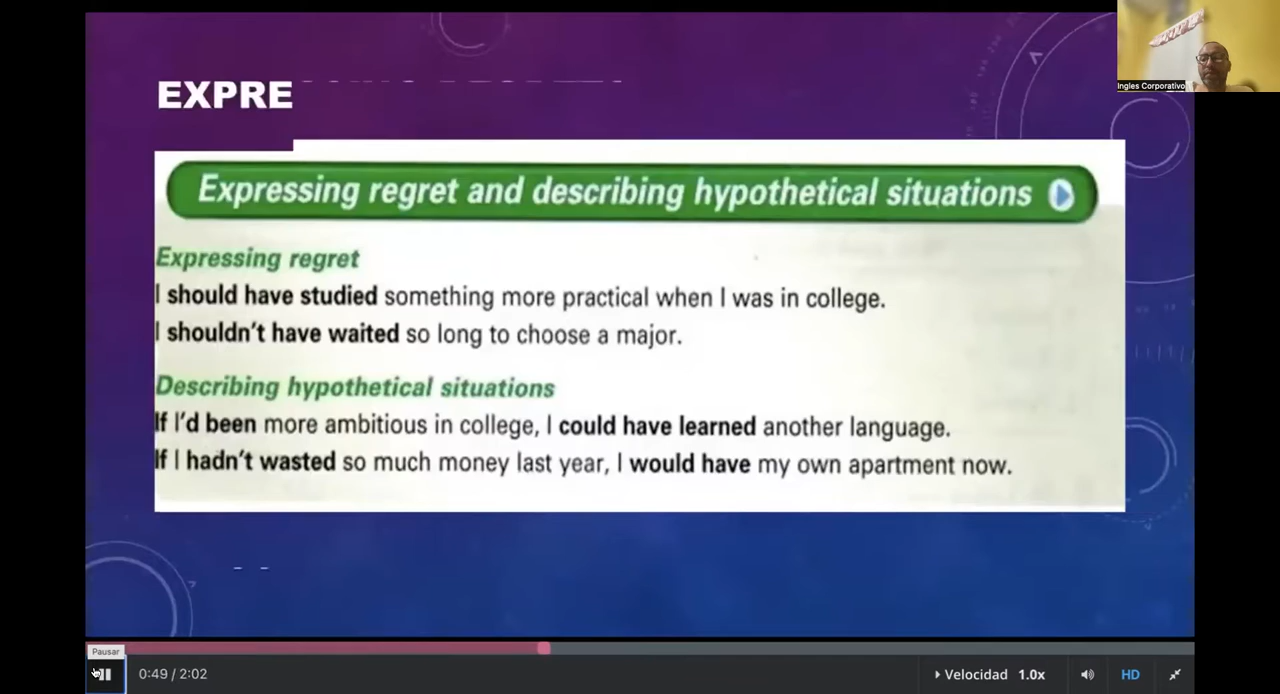 Ingles Corporativo
EXPRE
Expressing regret and describing hypothetical situations
Expressing regret
I should have studied something more practical when I was in college.
I shouldn't have waited so long to choose a major.
Describing hypothetical situations
If I'd been more ambitious in college, I could have learned another language.
If I hadn't wasted so much money last year, I would have my own apartment now.
Pausar
0:49 / 2:02
Velocidad 1.0x
HD